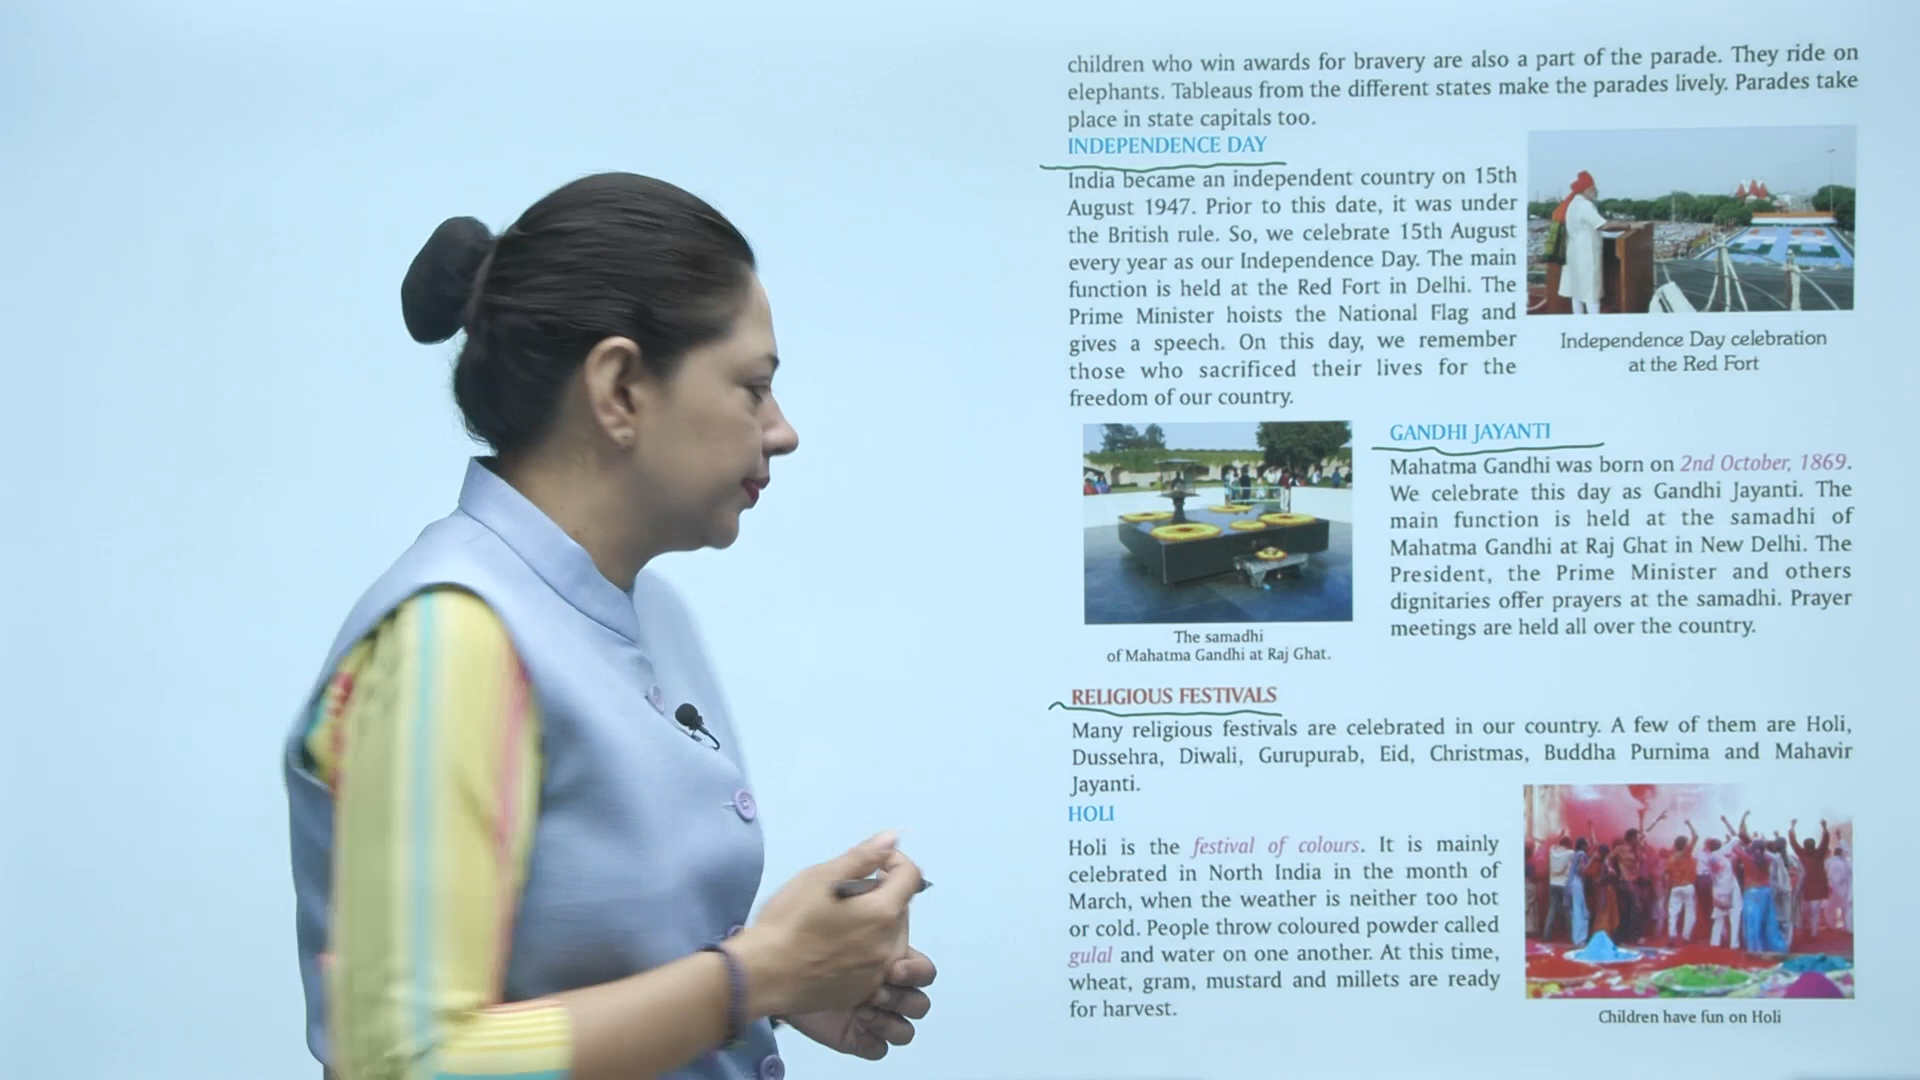 children who win awards for bravery are also a part of the parade. They ride on
elephants. Tableaus from the different states make the parades lively. Parades take
place in state capitals too.
INDEPENDENCE DAY
India became an independent country on 15th
August 1947. Prior to this date, it was under
the British rule. So, we celebrate 15th August
every year as our Independence Day. The main
function is held at the Red Fort in Delhi. The
Prime Minister hoists the National Flag and
gives a speech. On this day, we remember
those who sacrificed their lives for the
freedom of our country.
Independence Day celebration
at the Red Fort
GANDHI JAYANTI
Mahatma Gandhi was born on 2nd October, 1869.
We celebrate this day as Gandhi Jayanti. The
main function is held at the samadhi of
Mahatma Gandhi at Raj Ghat in New Delhi. The
President, the Prime Minister and others
dignitaries offer prayers at the samadhi. Prayer
meetings are held all over the country.
The samadhi
of Mahatma Gandhi at Raj Ghat.
RELIGIOUS FESTIVALS
Many religious festivals are celebrated in our country. A few of them are Holi,
Dussehra, Diwali, Gurupurab, Eid, Christmas, Buddha Purnima and Mahavir
Jayanti.
HOLI
Holi is the festival of colours. It is mainly
celebrated in North India in the month of
March, when the weather is neither too hot
or cold. People throw coloured powder called
gulal and water on one another. At this time,
wheat, gram, mustard and millets are ready
for harvest.
Children have fun on Holi